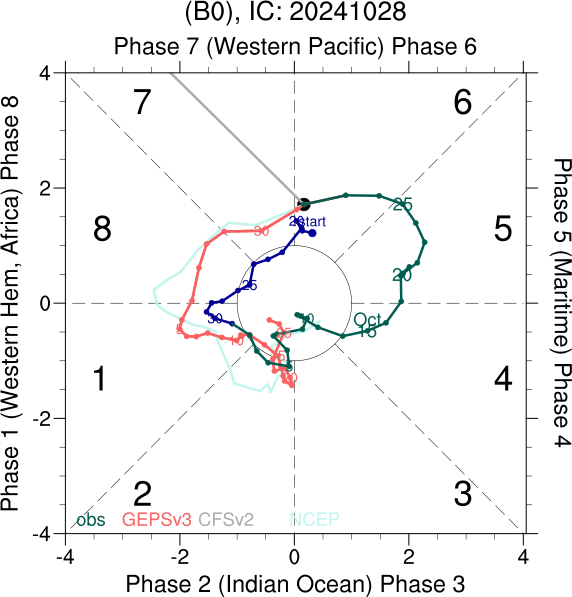 (B0), IC: 20241028
Phase 7 (Western Pacific) Phase 6
Phase 1 (Western Hem, Africa) Phase 8
Phase 5 (Maritime) Phase 4
4
2
0
-2
-4
7
6
8
5
1
4
2
3
25
20
start
30
25
20
30
Oct
15
10
obs
GEPSv3
CFSv2
NCEP
-4
-2
0
2
4
Phase 2 (Indian Ocean) Phase 3